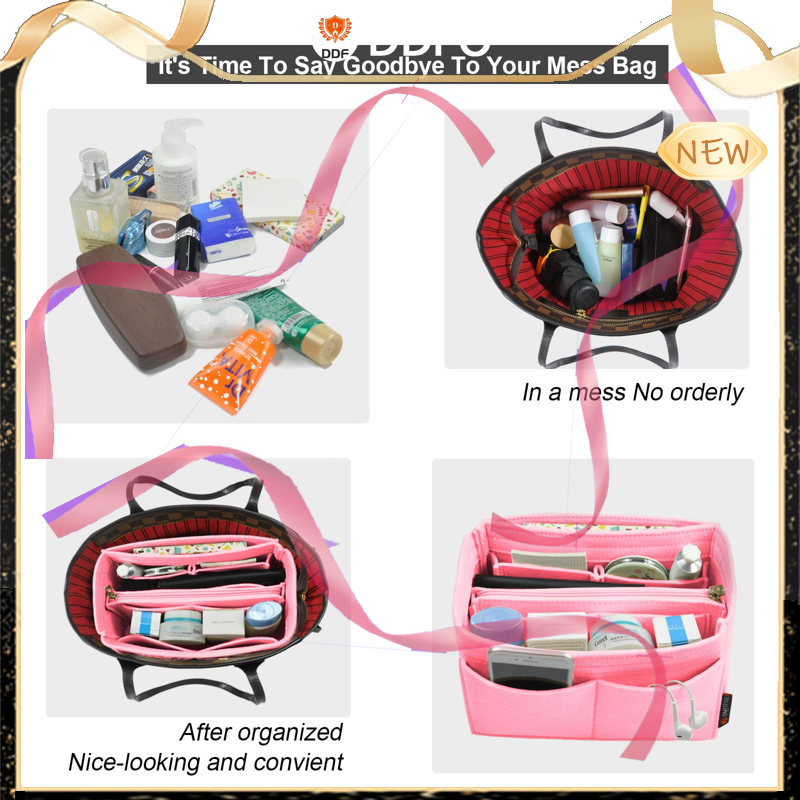 DDF
It's Time To Say Goodbye To Your Mess Bag
NEW
In a mess No orderly
After organized
Nice-looking and convient